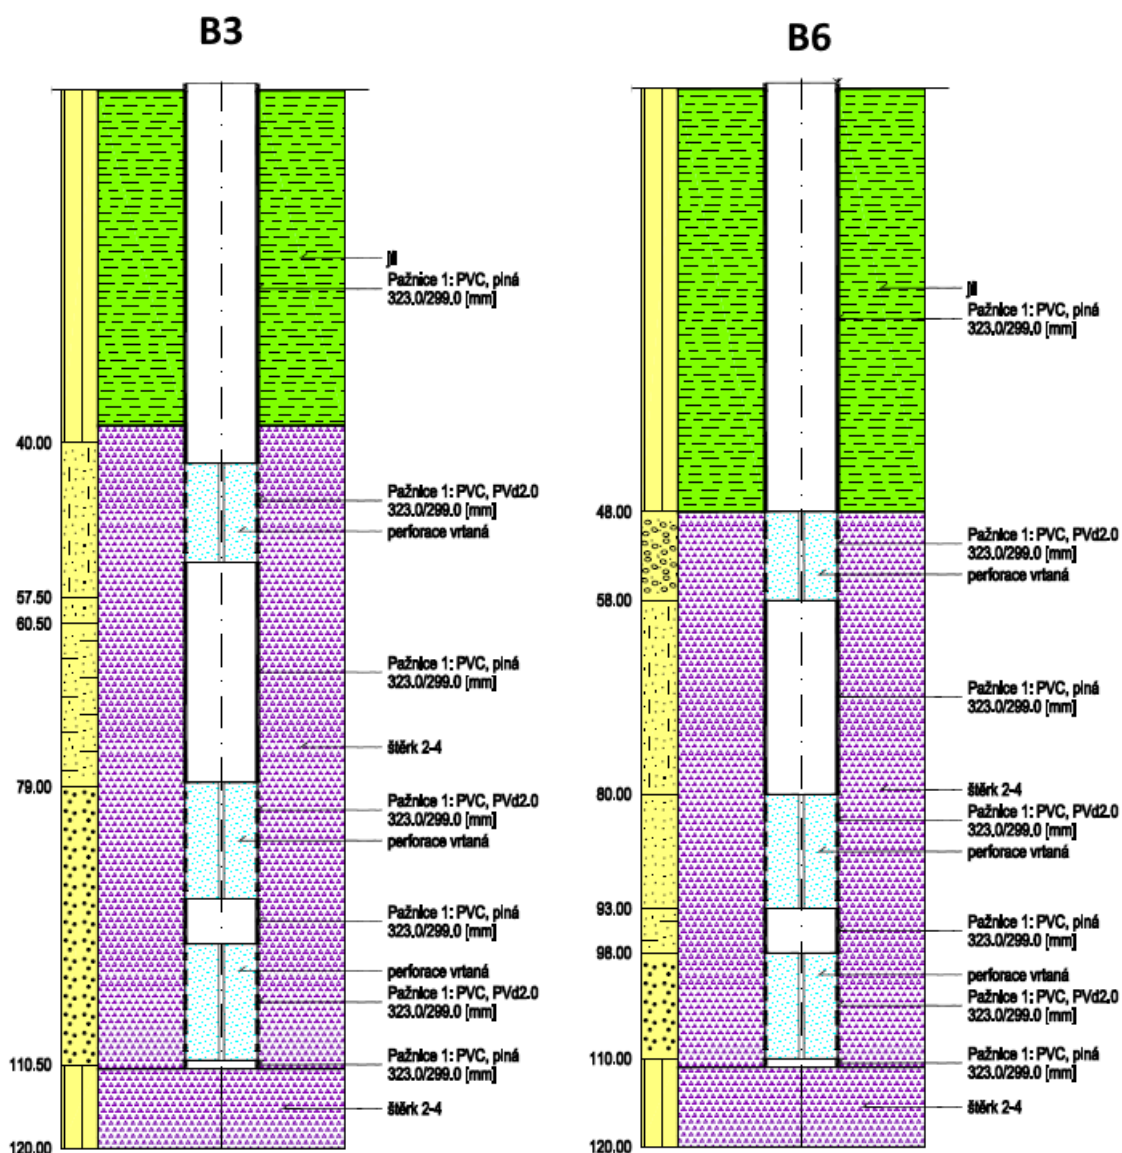 B3
jíl
Pažnice 1: PVC, plná
323.0/299.0 [mm]
40.00
Pažnice 1: PVC, PVd2.0
323.0/299.0 [mm]
perforace vrtaná
57.50
60.50
Pažnice 1: PVC, plná
323.0/299.0 [mm]
štěrk 2-4
79.00
Pažnice 1: PVC, PVd2.0
323.0/299.0 [mm]
perforace vrtaná
Pažnice 1: PVC, plná
323.0/299.0 [mm]
perforace vrtaná
Pažnice 1: PVC, PVd2.0
323.0/299.0 [mm]
110.50
Pažnice 1: PVC, plná
323.0/299.0 [mm]
štěrk 2-4
120.00
B6
jíl
Pažnice 1: PVC, plná
323.0/299.0 [mm]
48.00
Pažnice 1: PVC, PVd2.0
323.0/299.0 [mm]
perforace vrtaná
58.00
Pažnice 1: PVC, plná
323.0/299.0 [mm]
80.00
štěrk 2-4
Pažnice 1: PVC, PVd2.0
323.0/299.0 [mm]
perforace vrtaná
93.00
Pažnice 1: PVC, plná
323.0/299.0 [mm]
98.00
perforace vrtaná
Pažnice 1: PVC, PVd2.0
323.0/299.0 [mm]
110.00
Pažnice 1: PVC, plná
323.0/299.0 [mm]
štěrk 2-4
120.00